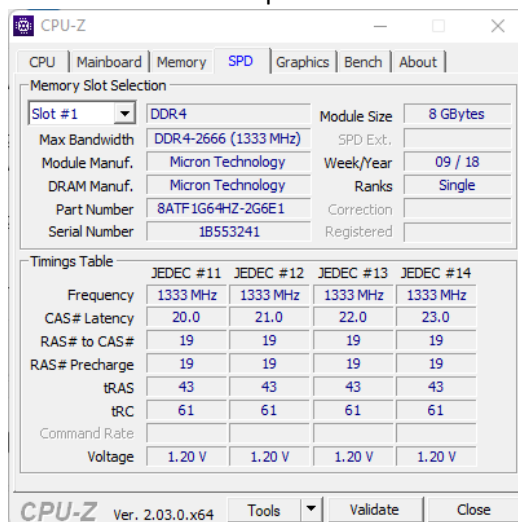 CPU-Z
CPU Mainboard Memory SPD Graphics Bench About
Memory Slot Selection
Slot #1 DDR4 Module Size 8 GBytes
Max Bandwidth DDR4-2666 (1333 MHz) SPD Ext.
Module Manuf. Micron Technology Week/Year 09 / 18
DRAM Manuf. Micron Technology Ranks Single
Part Number 8ATF1G64HZ-2G6E1 Correction
Serial Number 1B553241 Registered
Timings Table
JEDEC #11 JEDEC #12 JEDEC #13 JEDEC #14
Frequency 1333 MHz 1333 MHz 1333 MHz 1333 MHz
CAS# Latency 20.0 21.0 22.0 23.0
RAS# to CAS# 19 19 19 19
RAS# Precharge 19 19 19 19
tRAS 43 43 43 43
tRC 61 61 61 61
Command Rate
Voltage 1.20 V 1.20 V 1.20 V 1.20 V
CPU-Z Ver. 2.03.0.x64 Tools Validate Close